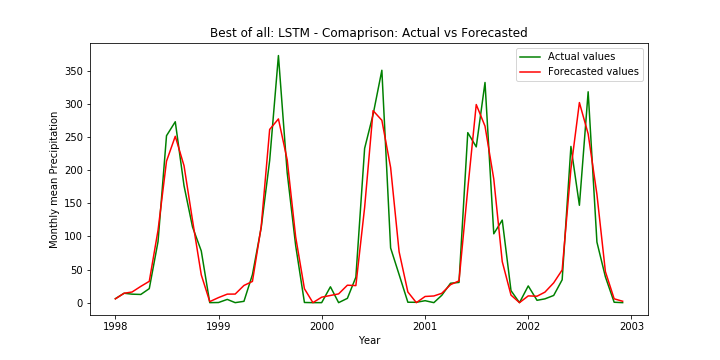 Best of all: LSTM - Comaprison: Actual vs Forecasted
Actual values
Forecasted values
Monthly mean Precipitation
350
300
250
200
150
100
50
0
1998
1999
2000
2001
2002
2003
Year